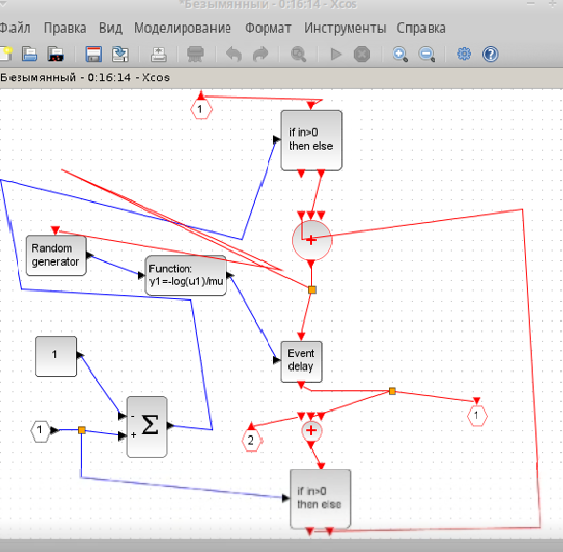 *Безымянный - 0:16:14 - Xcos
Файл Правка Вид Моделирование Формат Инструменты Справка
Безымянный - 0:16:14 - Xcos
1
if in>0
then else
+
Random
generator
Function:
y1=-log(u1)/mu
1
Event
delay
1
-
+
Σ
1
2
+
if in>0
then else